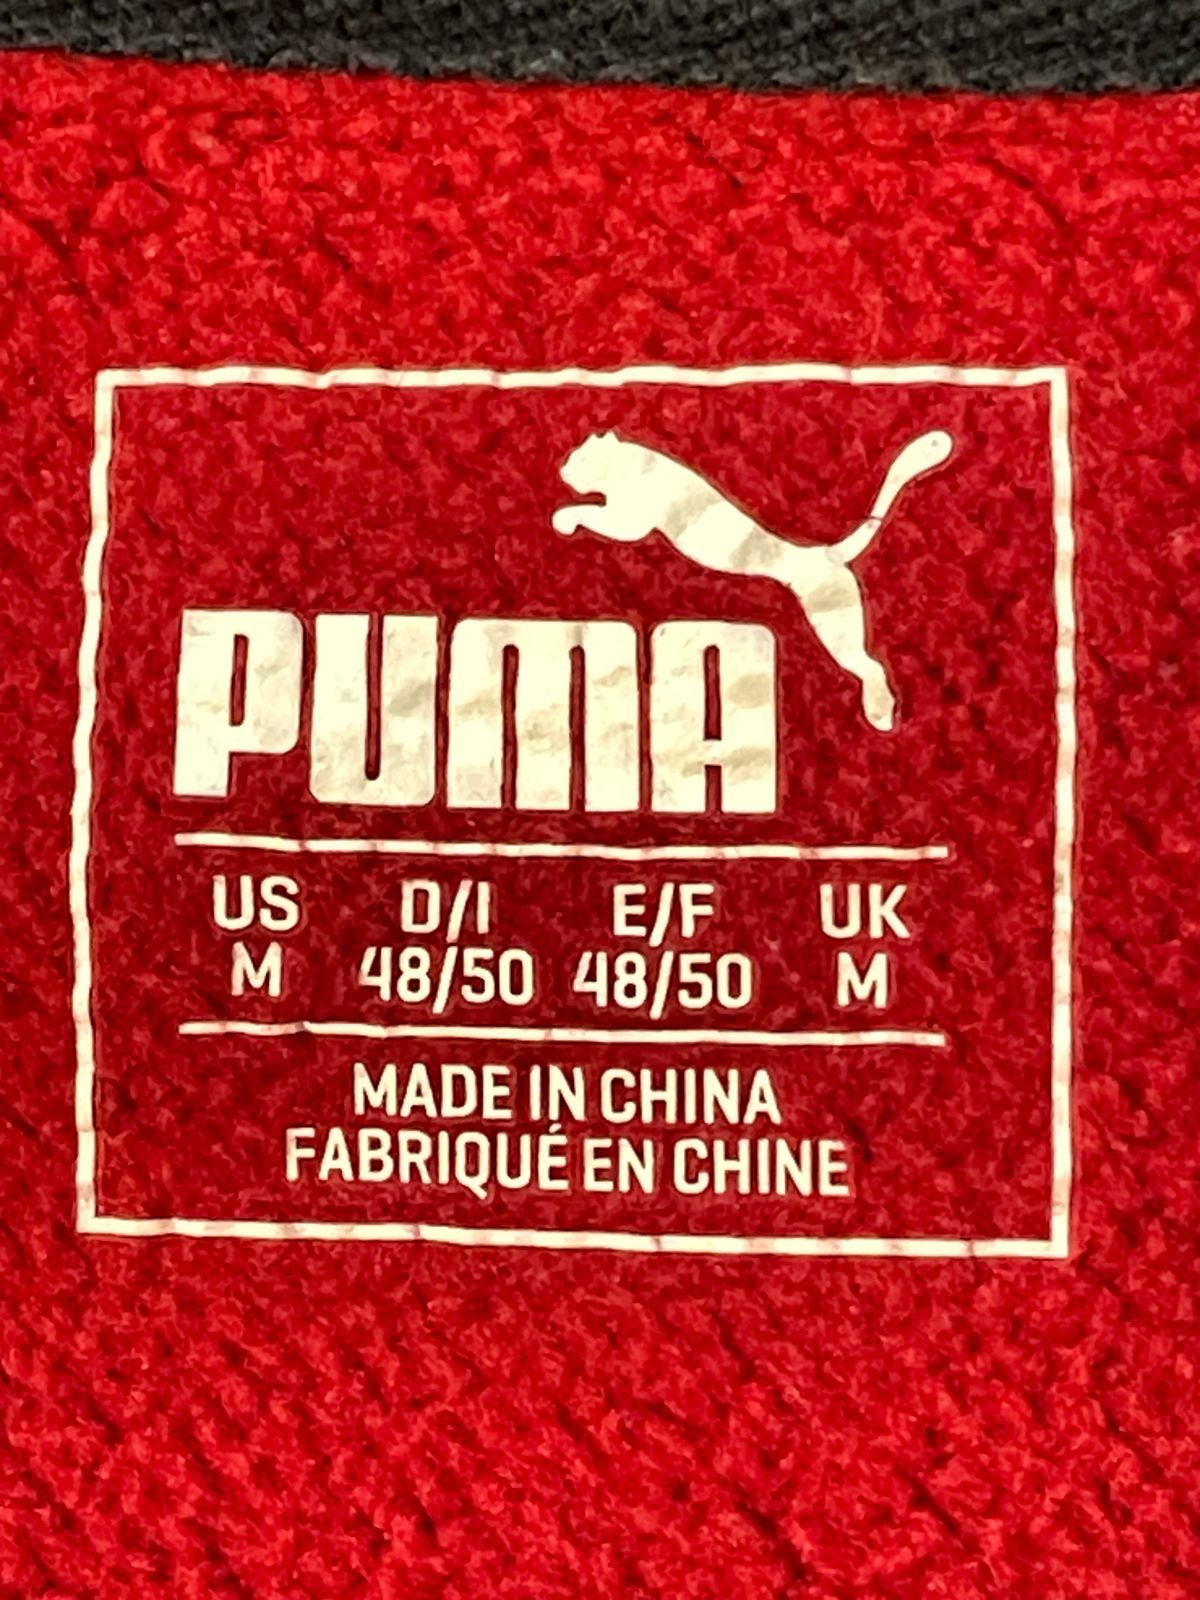 PUMA
US D/I E/F UK
M 48/50 48/50 M
MADE IN CHINA
FABRIQUÉ EN CHINE